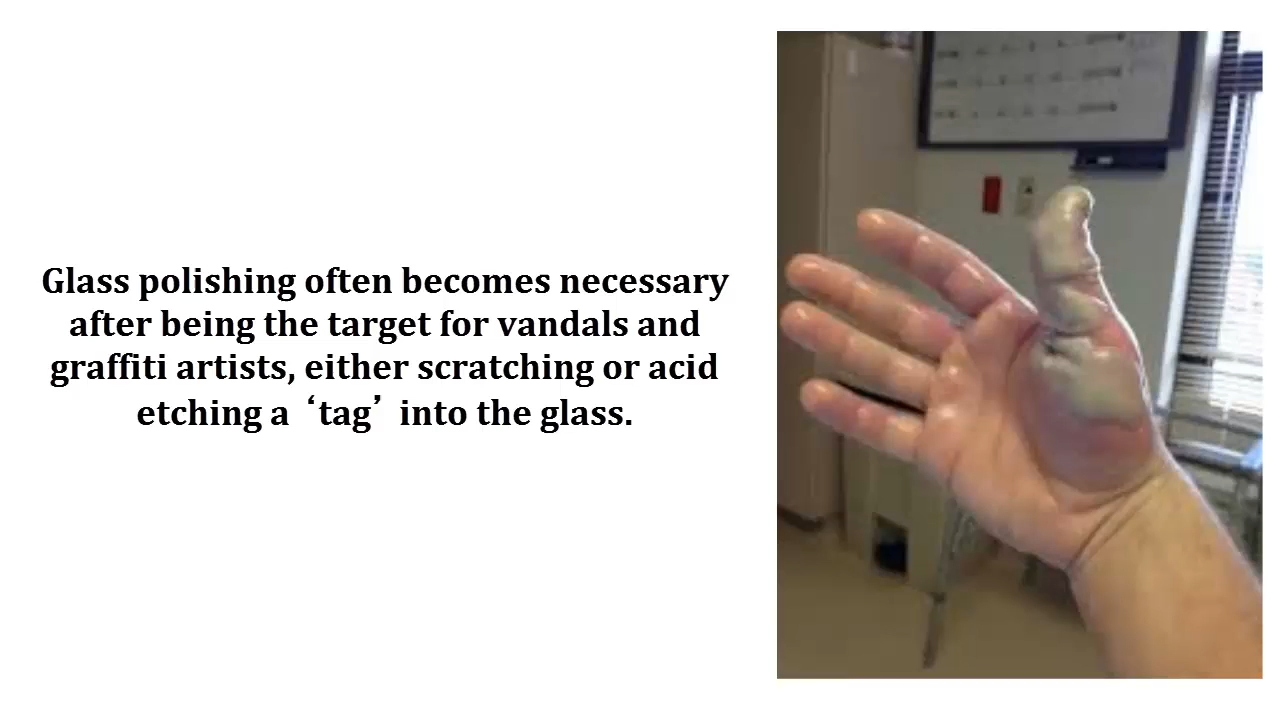 Glass polishing often becomes necessary
after being the target for vandals and
graffiti artists, either scratching or acid
etching a ‘tag’ into the glass.